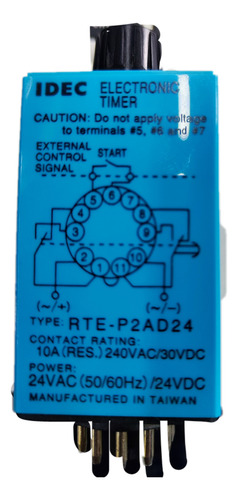 IDEC ELECTRONIC
TIMER
CAUTION: Do not apply voltage
to terminals #5, #6 and #7
EXTERNAL
CONTROL
SIGNAL
START
5 6 7
4 8
3 9
2 10
1 11
(~/+) (~/−)
TYPE: RTE-P2AD24
CONTACT RATING:
10A (RES.) 240VAC/30VDC
POWER:
24VAC (50/60Hz)/24VDC
MANUFACTURED IN TAIWAN